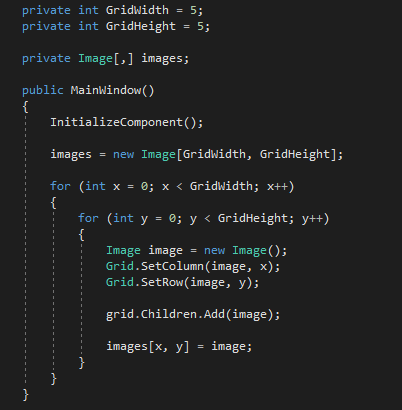 private int GridWidth = 5;
private int GridHeight = 5;
private Image[,] images;
public MainWindow()
{
InitializeComponent();
images = new Image[GridWidth, GridHeight];
for (int x = 0; x < GridWidth; x++)
{
for (int y = 0; y < GridHeight; y++)
{
Image image = new Image();
Grid.SetColumn(image, x);
Grid.SetRow(image, y);
grid.Children.Add(image);
images[x, y] = image;
}
}
}